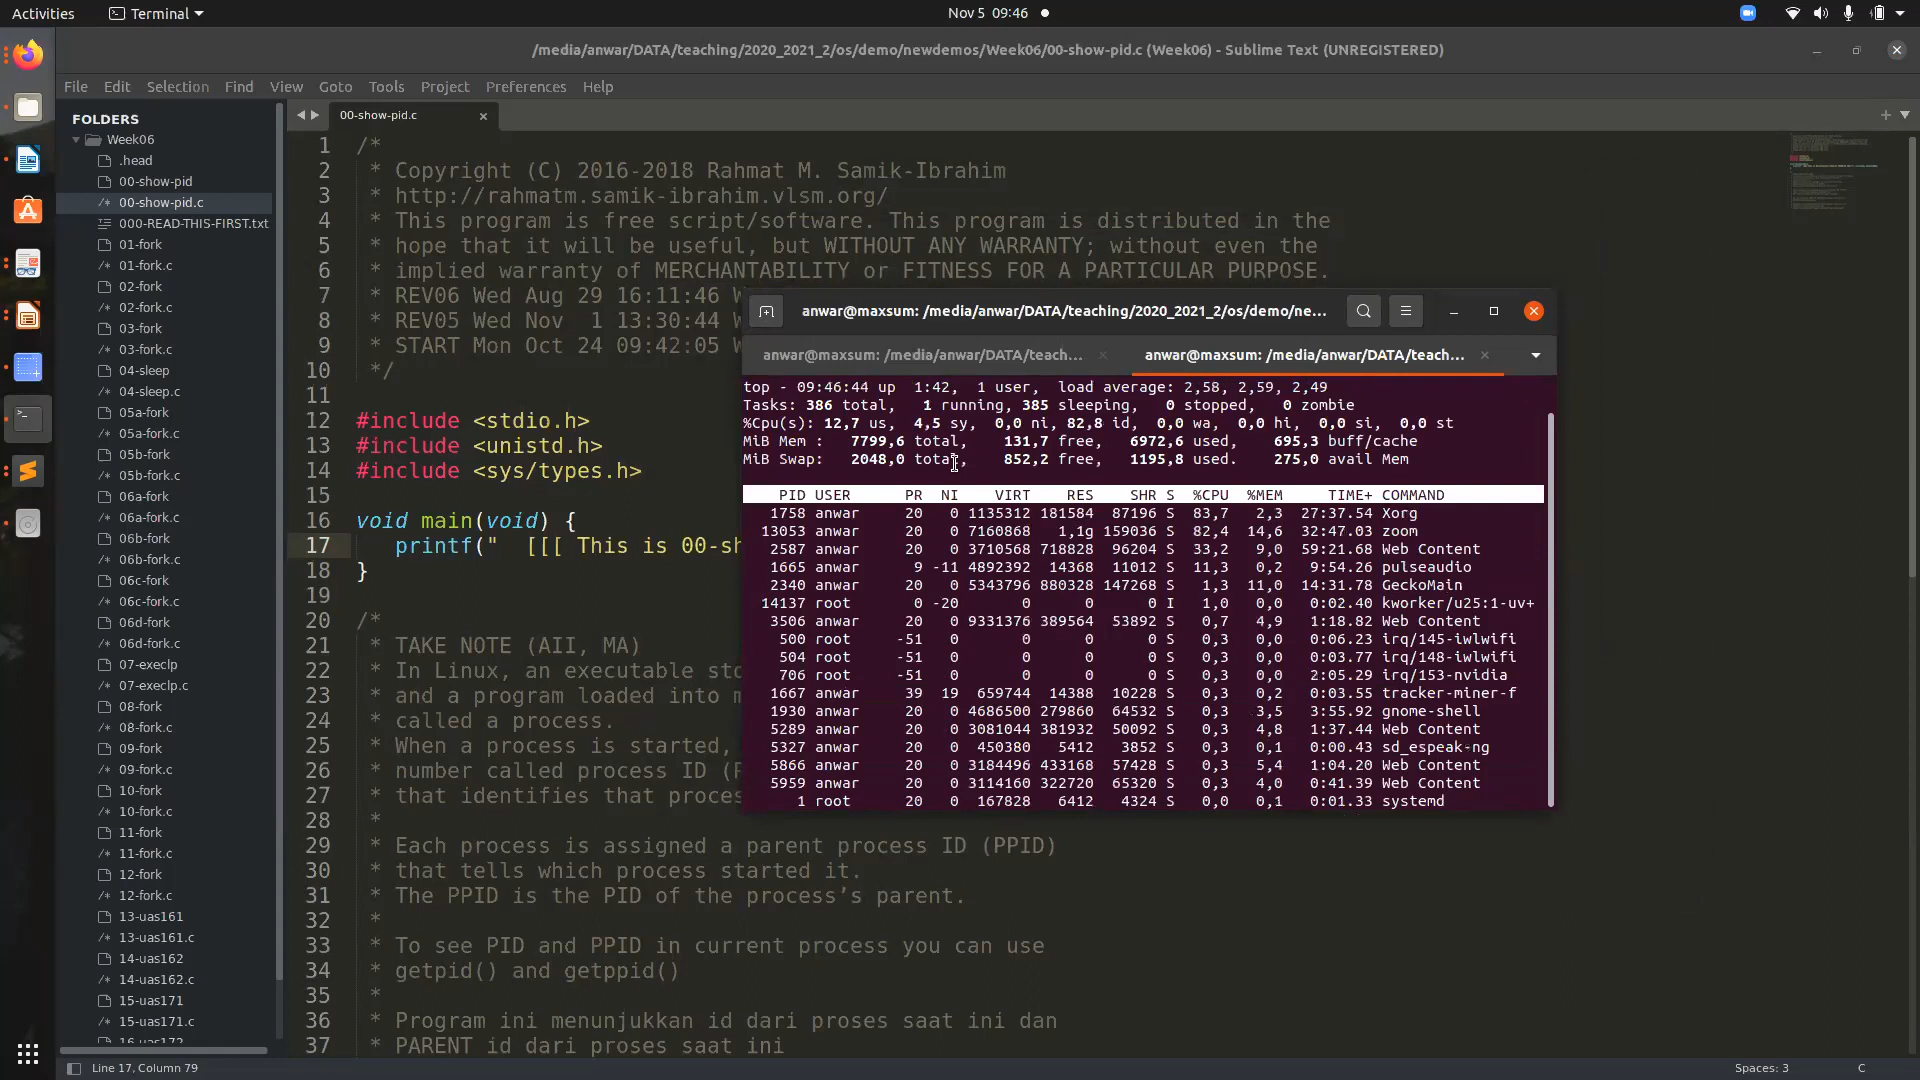 Activities
Terminal
Nov 5 09:46
/media/anwar/DATA/teaching/2020_2021_2/os/demo/newdemos/Week06/00-show-pid.c (Week06) - Sublime Text (UNREGISTERED)
File Edit Selection Find View Goto Tools Project Preferences Help
FOLDERS
Week06
.head
00-show-pid
00-show-pid.c
000-READ-THIS-FIRST.txt
01-fork
01-fork.c
02-fork
02-fork.c
03-fork
03-fork.c
04-sleep
04-sleep.c
05a-fork
05a-fork.c
05b-fork
05b-fork.c
06a-fork
06a-fork.c
06b-fork
06b-fork.c
06c-fork
06c-fork.c
06d-fork
06d-fork.c
07-execlp
07-execlp.c
08-fork
08-fork.c
09-fork
09-fork.c
10-fork
10-fork.c
11-fork
11-fork.c
12-fork
12-fork.c
13-uas161
13-uas161.c
14-uas162
14-uas162.c
15-uas171
15-uas171.c
16-uas172
00-show-pid.c
1 /*
2 * Copyright (C) 2016-2018 Rahmat M. Samik-Ibrahim
3 * http://rahmatm.samik-ibrahim.vlsm.org/
4 * This program is free script/software. This program is distributed in the
5 * hope that it will be useful, but WITHOUT ANY WARRANTY; without even the
6 * implied warranty of MERCHANTABILITY or FITNESS FOR A PARTICULAR PURPOSE.
7 * REV06 Wed Aug 29 16:11:46 W
8 * REV05 Wed Nov  1 13:30:44 W
9 * START Mon Oct 24 09:42:05 W
10 */
11
12 #include <stdio.h>
13 #include <unistd.h>
14 #include <sys/types.h>
15
16 void main(void) {
17 printf("  [[[ This is 00-sh
18 }
19
20 /*
21 * TAKE NOTE (AII, MA)
22 * In Linux, an executable sto
23 * and a program loaded into m
24 * called a process.
25 * When a process is started,
26 * number called process ID (P
27 * that identifies that proces
28 *
29 * Each process is assigned a parent process ID (PPID)
30 * that tells which process started it.
31 * The PPID is the PID of the process’s parent.
32 *
33 * To see PID and PPID in current process you can use
34 * getpid() and getppid()
35 *
36 * Program ini menunjukkan id dari proses saat ini dan
37 * PARENT id dari proses saat ini
anwar@maxsum: /media/anwar/DATA/teaching/2020_2021_2/os/demo/ne...
anwar@maxsum: /media/anwar/DATA/teach...
anwar@maxsum: /media/anwar/DATA/teach...
top - 09:46:44 up  1:42,  1 user,  load average: 2,58, 2,59, 2,49
Tasks: 386 total,   1 running, 385 sleeping,   0 stopped,   0 zombie
%Cpu(s): 12,7 us,  4,5 sy,  0,0 ni, 82,8 id,  0,0 wa,  0,0 hi,  0,0 si,  0,0 st
MiB Mem :   7799,6 total,    131,7 free,   6972,6 used,    695,3 buff/cache
MiB Swap:   2048,0 total,    852,2 free,   1195,8 used.    275,0 avail Mem
PID USER PR NI VIRT RES SHR S %CPU %MEM TIME+ COMMAND
1758 anwar 20 0 1135312 181584 87196 S 83,7 2,3 27:37.54 Xorg
13053 anwar 20 0 7160868 1,1g 159036 S 82,4 14,6 32:47.03 zoom
2587 anwar 20 0 3710568 718828 96204 S 33,2 9,0 59:21.68 Web Content
1665 anwar 9 -11 4892392 14368 11012 S 11,3 0,2 9:54.26 pulseaudio
2340 anwar 20 0 5343796 880328 147268 S 1,3 11,0 14:31.78 GeckoMain
14137 root 0 -20 0 0 0 I 1,0 0,0 0:02.40 kworker/u25:1-uv+
3506 anwar 20 0 9331376 389564 53892 S 0,7 4,9 1:18.82 Web Content
500 root -51 0 0 0 0 S 0,3 0,0 0:06.23 irq/145-iwlwifi
504 root -51 0 0 0 0 S 0,3 0,0 0:03.77 irq/148-iwlwifi
706 root -51 0 0 0 0 S 0,3 0,0 2:05.29 irq/153-nvidia
1667 anwar 39 19 659744 14388 10228 S 0,3 0,2 0:03.55 tracker-miner-f
1930 anwar 20 0 4686500 279860 64532 S 0,3 3,5 3:55.92 gnome-shell
5289 anwar 20 0 3081044 381932 50092 S 0,3 4,8 1:37.44 Web Content
5327 anwar 20 0 450380 5412 3852 S 0,3 0,1 0:00.43 sd_espeak-ng
5866 anwar 20 0 3184496 433168 57428 S 0,3 5,4 1:04.20 Web Content
5959 anwar 20 0 3114160 322720 65320 S 0,3 4,0 0:41.39 Web Content
1 root 20 0 167828 6412 4324 S 0,0 0,1 0:01.33 systemd
Line 17, Column 79
Spaces: 3
C